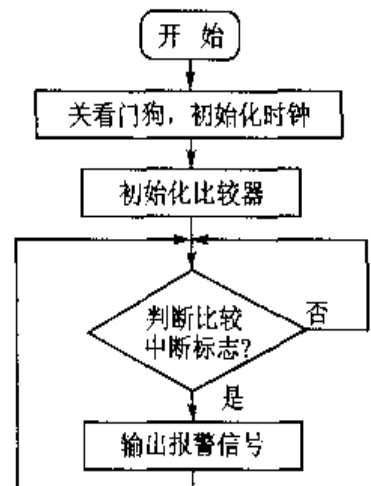 开 始
关看门狗，初始化时钟
初始化比较器
判断比较
中断标志?
否
是
输出报警信号